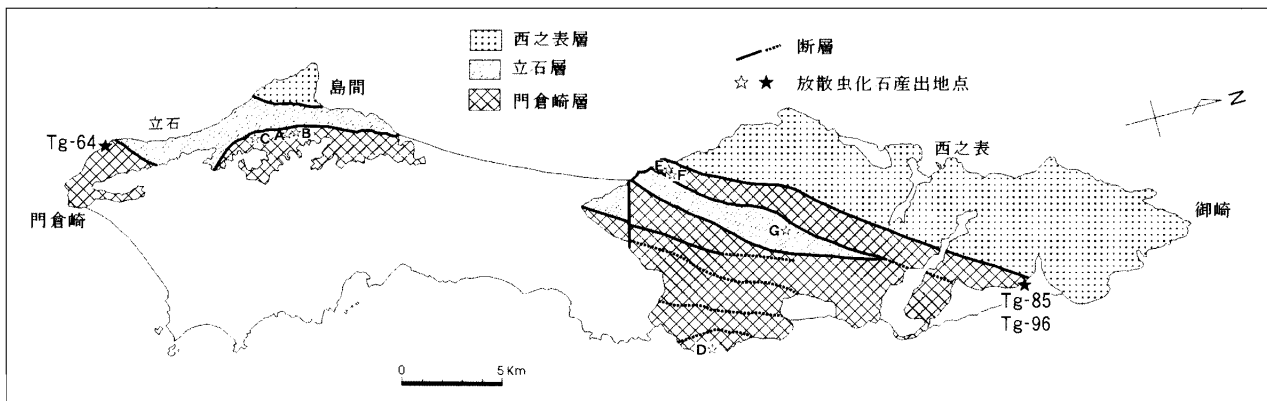 西之表層
立石層
門倉崎層
断層
☆ ★ 放散虫化石産出地点
N
島間
立石
Tg-64
C A B
門倉崎
E F
西之表
御崎
G
Tg-85
Tg-96
D
0 5 Km